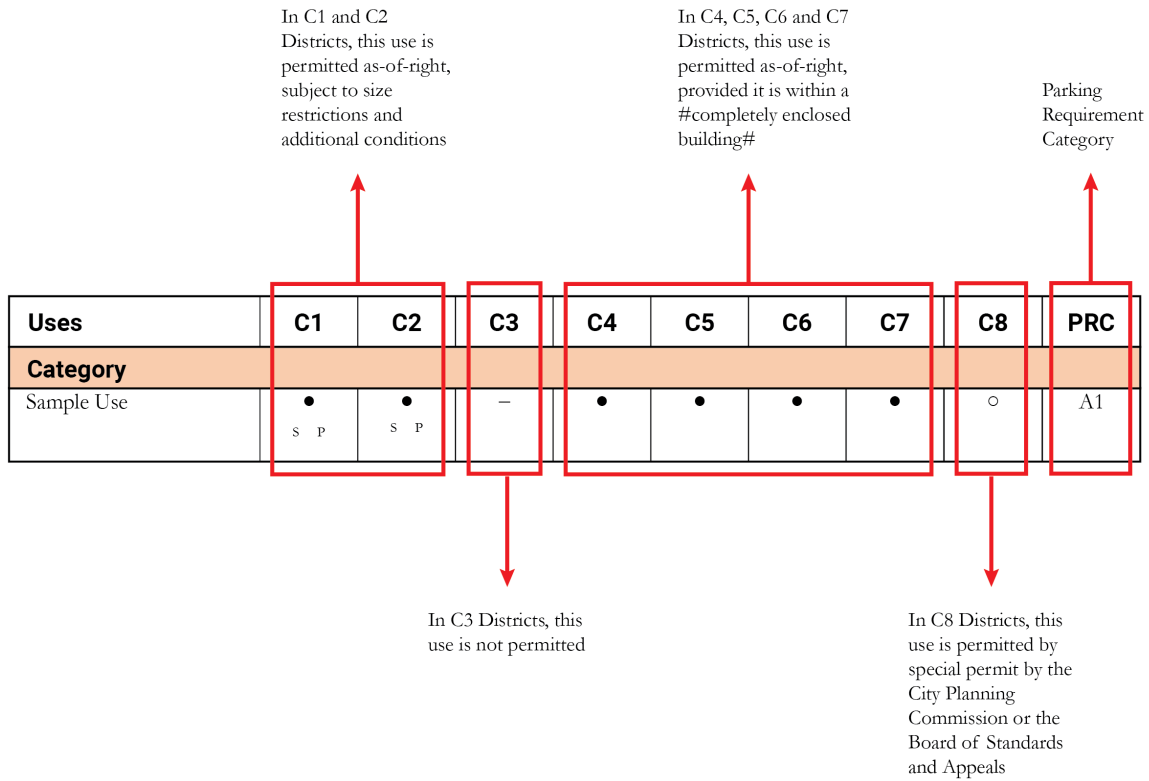 In C1 and C2
Districts, this use is
permitted as-of-right,
subject to size
restrictions and
additional conditions
In C4, C5, C6 and C7
Districts, this use is
permitted as-of-right,
provided it is within a
#completely enclosed
building#
Parking
Requirement
Category
Uses C1 C2 C3 C4 C5 C6 C7 C8 PRC
Category
Sample Use ● ● – ● ● ● ● ○ A1
S P S P
In C3 Districts, this
use is not permitted
In C8 Districts, this
use is permitted by
special permit by the
City Planning
Commission or the
Board of Standards
and Appeals